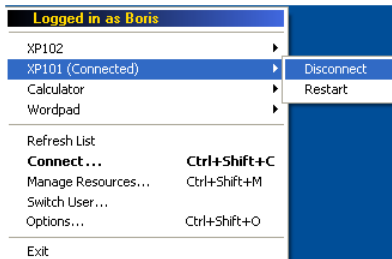 Logged in as Boris
XP102
XP101 (Connected)
Disconnect
Calculator
Restart
Wordpad
Refresh List
Connect... Ctrl+Shift+C
Manage Resources... Ctrl+Shift+M
Switch User...
Options... Ctrl+Shift+O
Exit